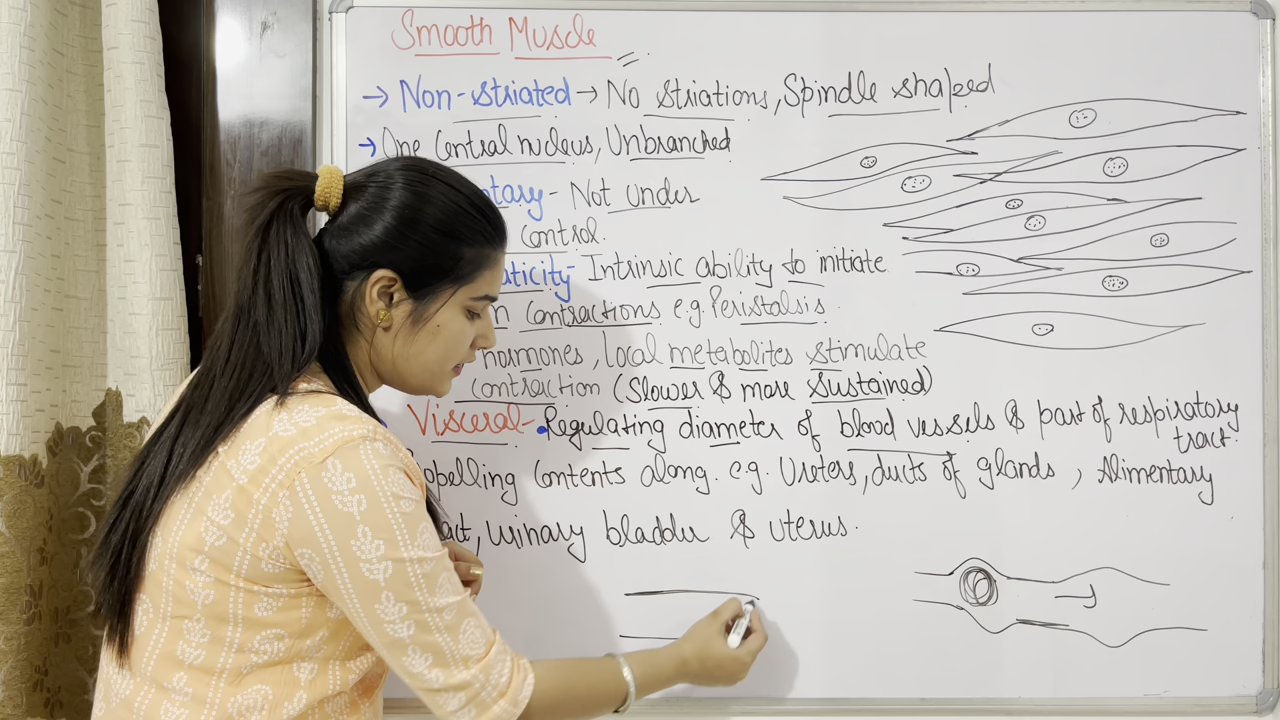 Smooth Muscle
→ Non-striated → No striations, Spindle shaped
→ One Central nucleus, Unbranched
Not under
control.
Intrinsic ability to initiate
contractions e.g. Peristalsis.
hormones, local metabolites stimulate
contraction (Slower & more Sustained)
Visceral - Regulating diameter of blood vessels & part of respiratory
tract.
Contents along. e.g. Ureters, ducts of glands, Alimentary
urinary bladder & uterus.